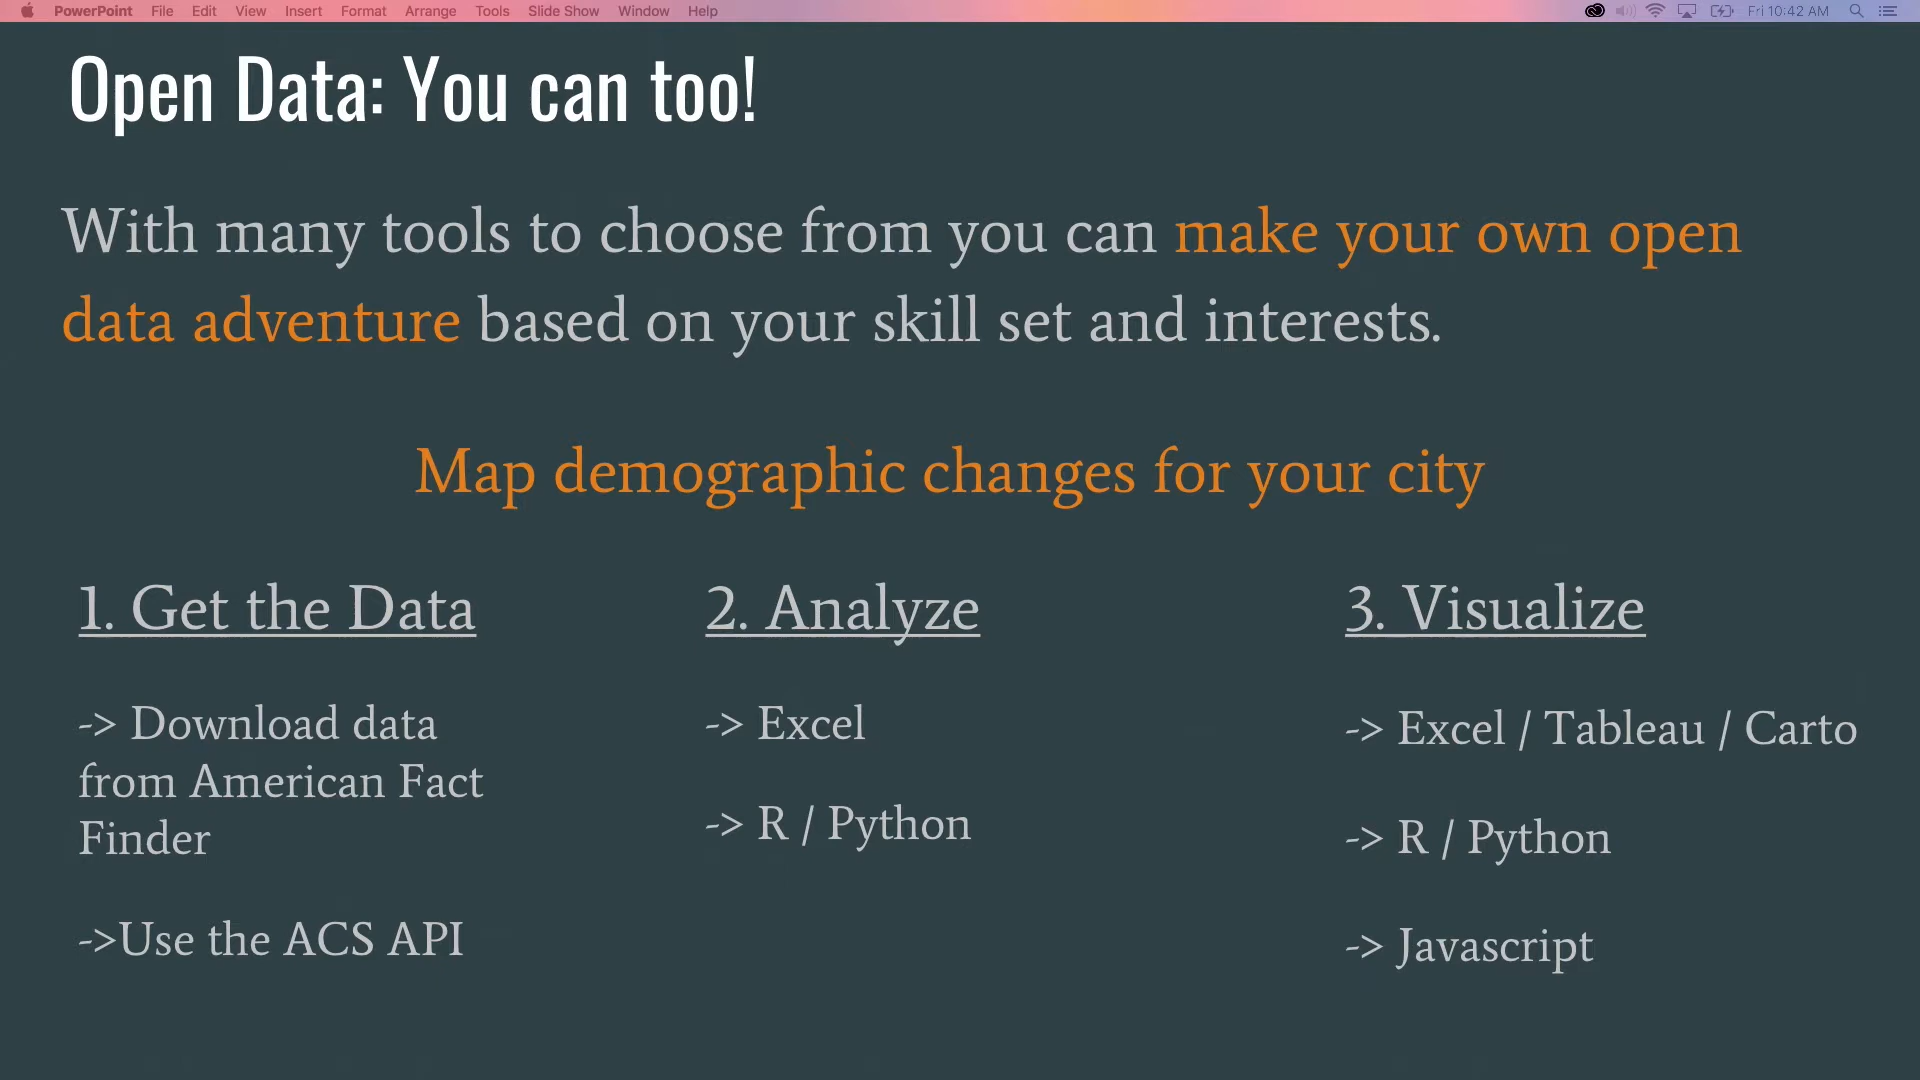 PowerPoint File Edit View Insert Format Arrange Tools Slide Show Window Help Fri 10:42 AM
Open Data: You can too!
With many tools to choose from you can make your own open
data adventure based on your skill set and interests.
Map demographic changes for your city
1. Get the Data
-> Download data
from American Fact
Finder
->Use the ACS API
2. Analyze
-> Excel
-> R / Python
3. Visualize
-> Excel / Tableau / Carto
-> R / Python
-> Javascript